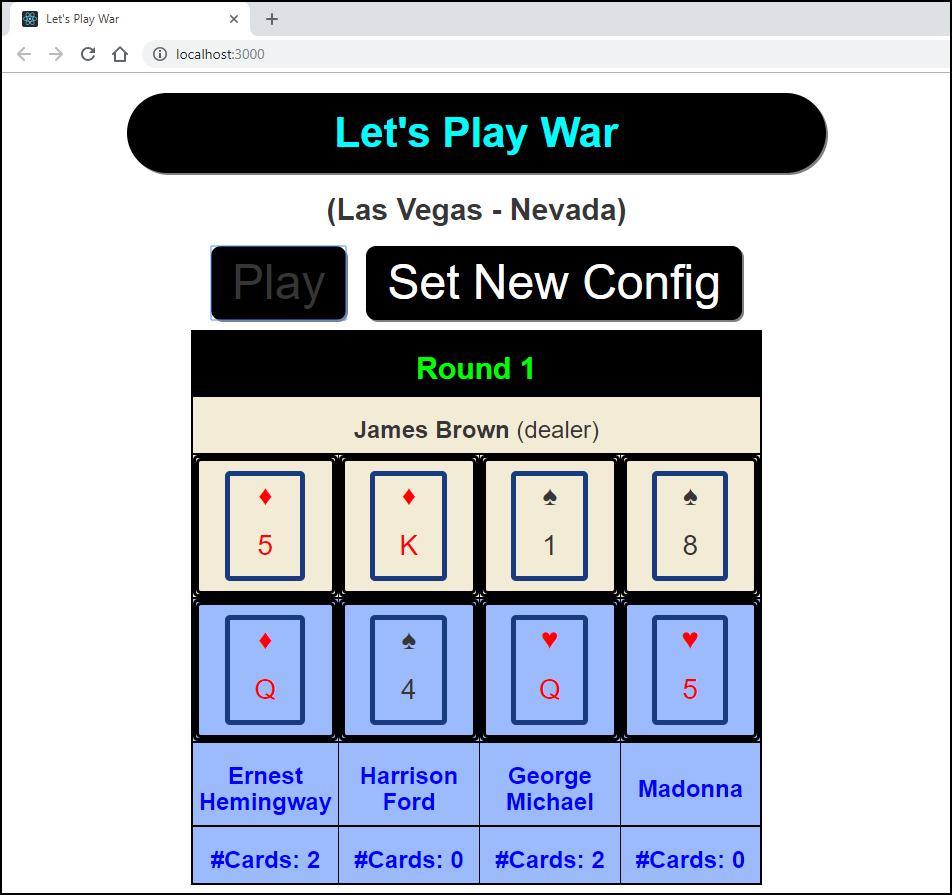 Let's Play War
localhost:3000
Let's Play War
(Las Vegas - Nevada)
Play Set New Config
Round 1
James Brown (dealer)
♦ ♦ ♠ ♠
5 K 1 8
♦ ♠ ♥ ♥
Q 4 Q 5
Ernest Harrison George Madonna
Hemingway Ford Michael
#Cards: 2 #Cards: 0 #Cards: 2 #Cards: 0